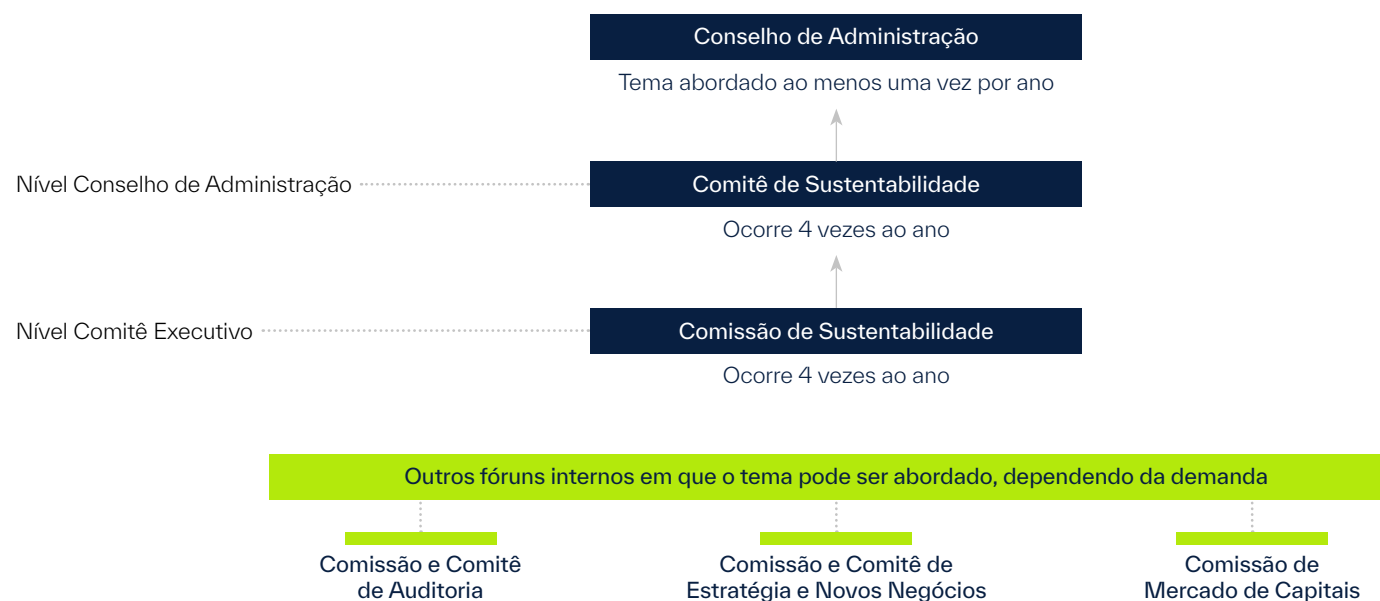 Conselho de Administração
Tema abordado ao menos uma vez por ano
Nível Conselho de Administração
Comitê de Sustentabilidade
Ocorre 4 vezes ao ano
Nível Comitê Executivo
Comissão de Sustentabilidade
Ocorre 4 vezes ao ano
Outros fóruns internos em que o tema pode ser abordado, dependendo da demanda
Comissão e Comitê
de Auditoria
Comissão e Comitê de
Estratégia e Novos Negócios
Comissão de
Mercado de Capitais